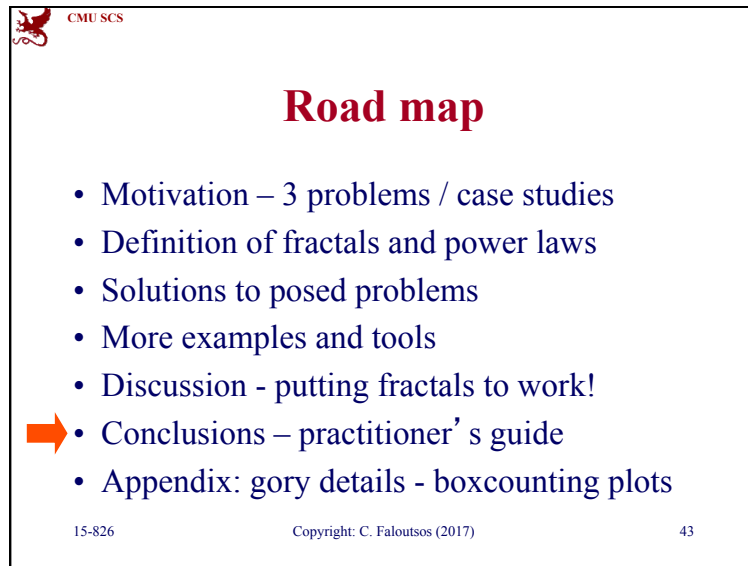 CMU SCS
Road map
• Motivation – 3 problems / case studies
• Definition of fractals and power laws
• Solutions to posed problems
• More examples and tools
• Discussion - putting fractals to work!
• Conclusions – practitioner’s guide
• Appendix: gory details - boxcounting plots
15-826 Copyright: C. Faloutsos (2017) 43